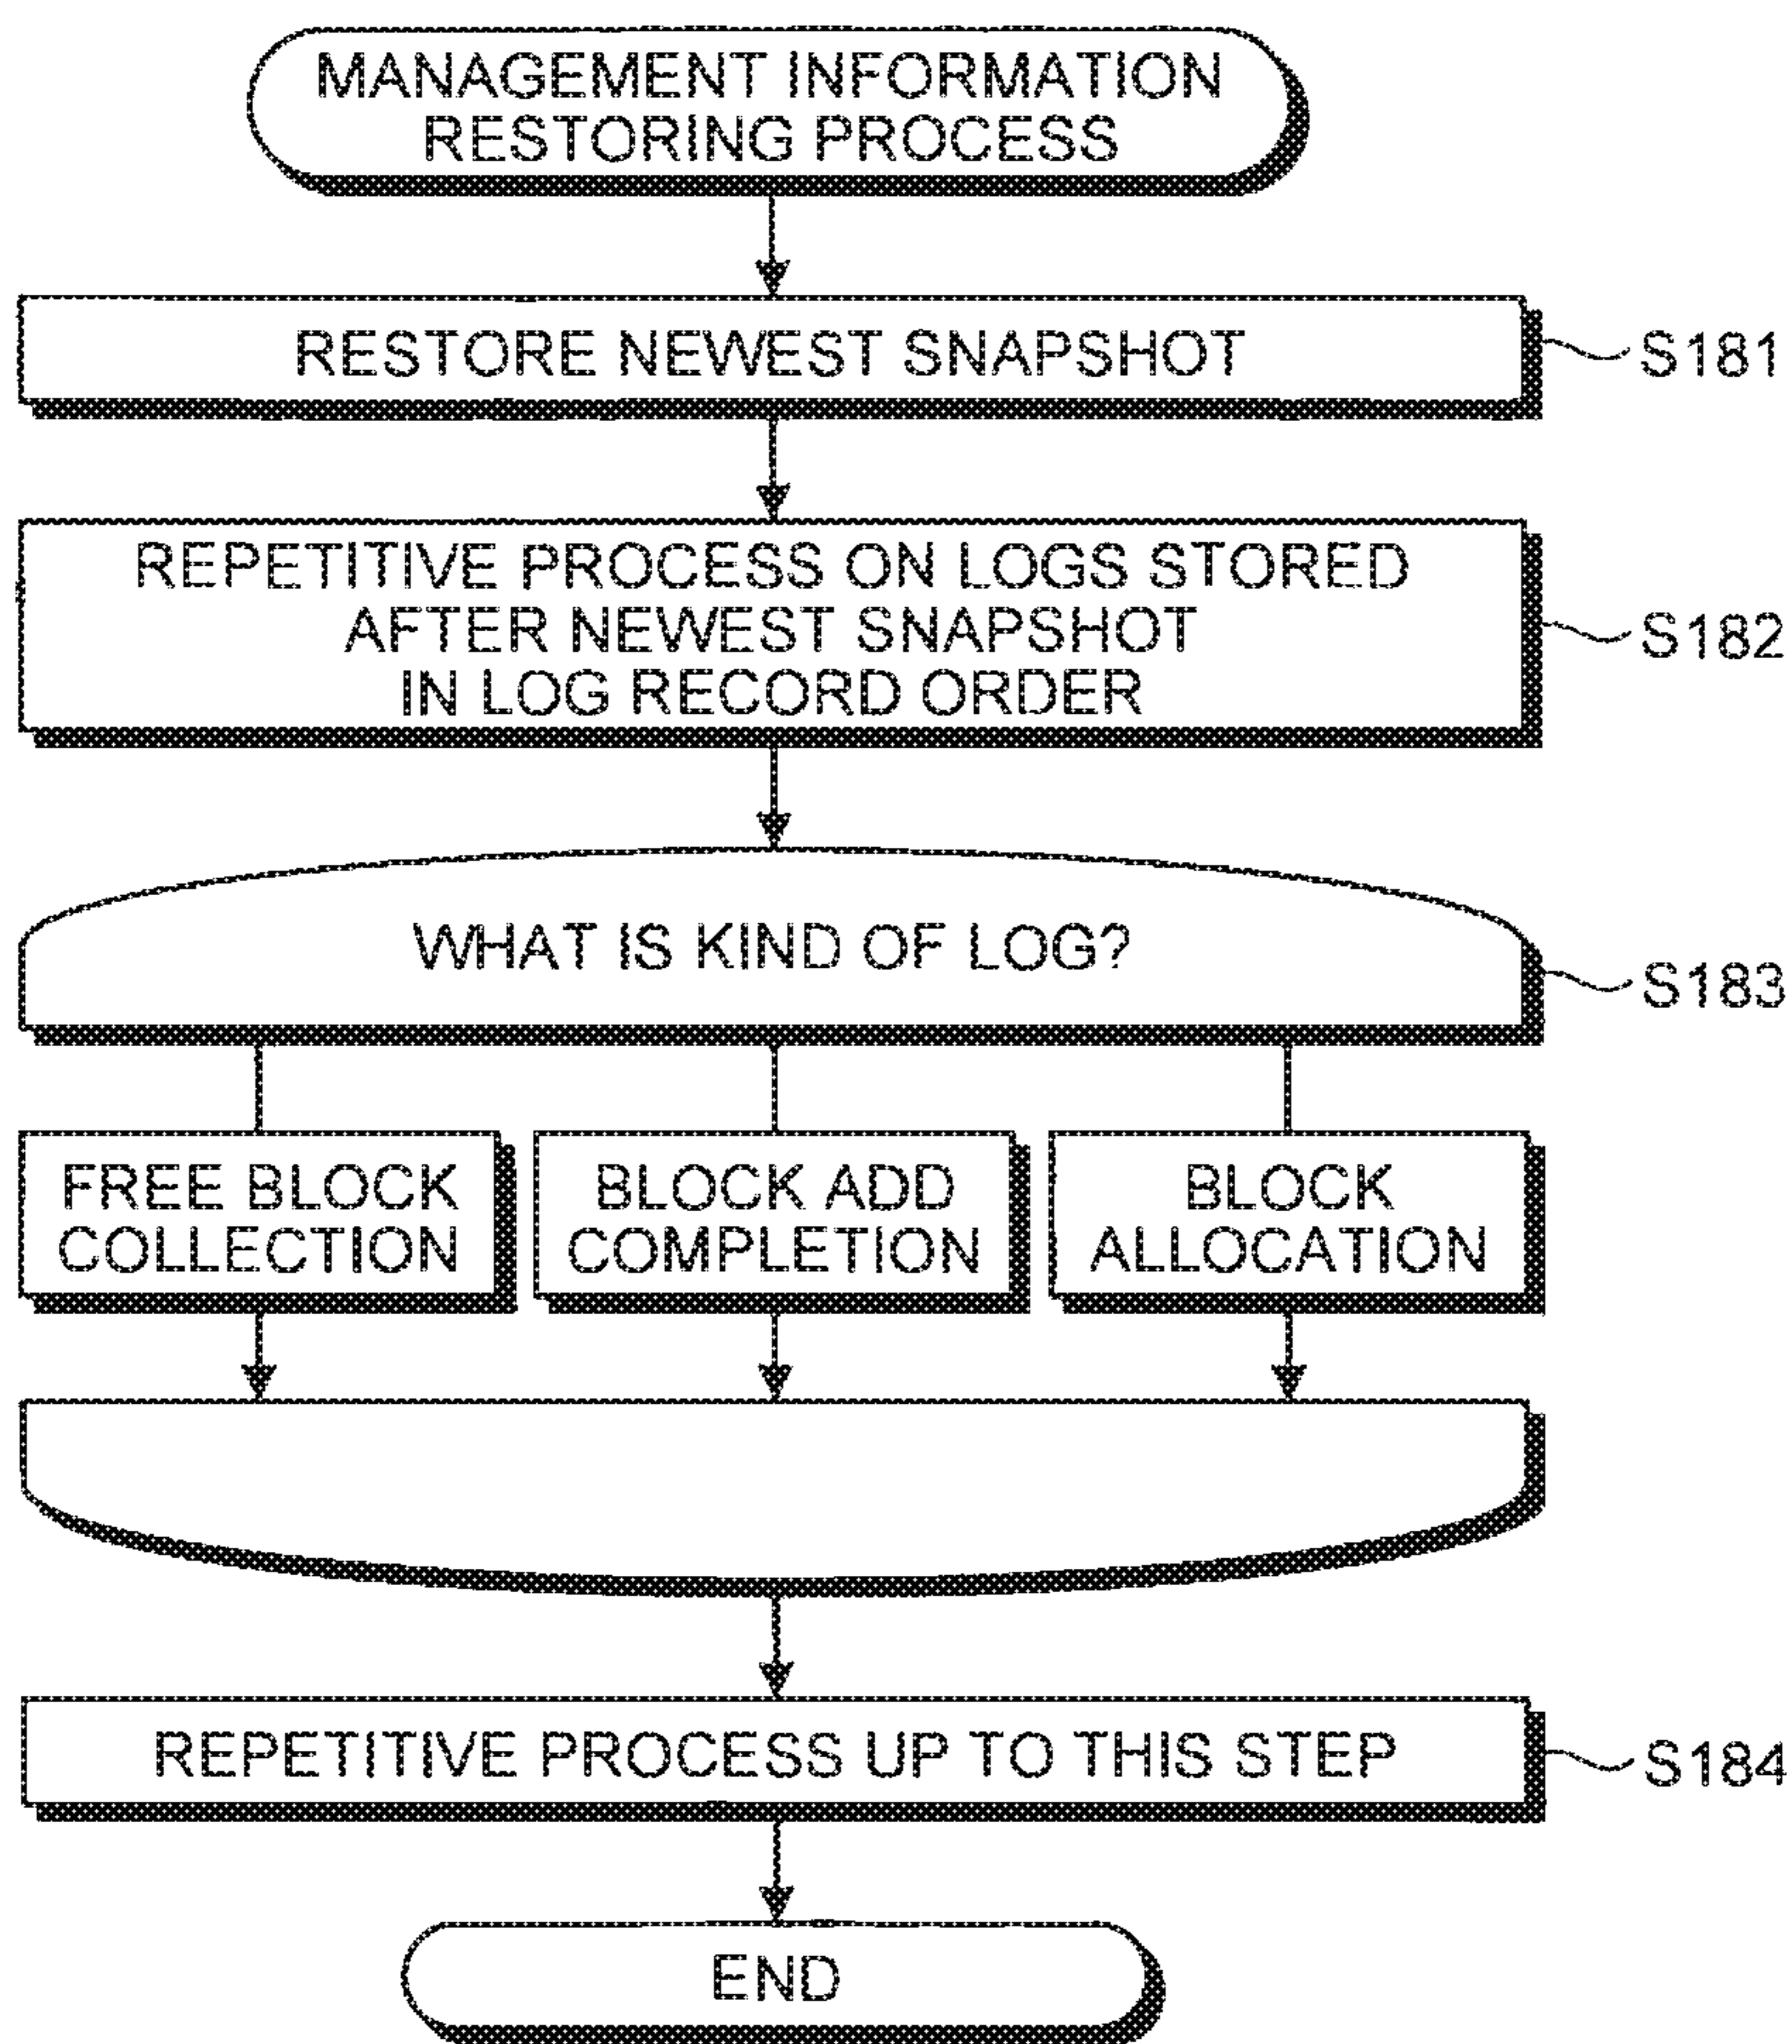 MANAGEMENT INFORMATION
RESTORING PROCESS
RESTORE NEWEST SNAPSHOT
S181
REPETITIVE PROCESS ON LOGS STORED
AFTER NEWEST SNAPSHOT
IN LOG RECORD ORDER
S182
WHAT IS KIND OF LOG?
S183
FREE BLOCK
COLLECTION
BLOCK ADD
COMPLETION
BLOCK
ALLOCATION
REPETITIVE PROCESS UP TO THIS STEP
S184
END